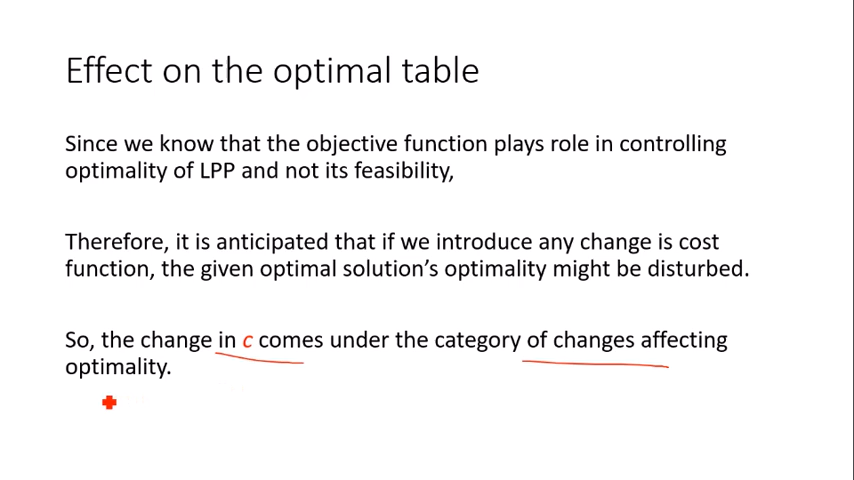 Effect on the optimal table
Since we know that the objective function plays role in controlling
optimality of LPP and not its feasibility,
Therefore, it is anticipated that if we introduce any change is cost
function, the given optimal solution’s optimality might be disturbed.
So, the change in c comes under the category of changes affecting
optimality.